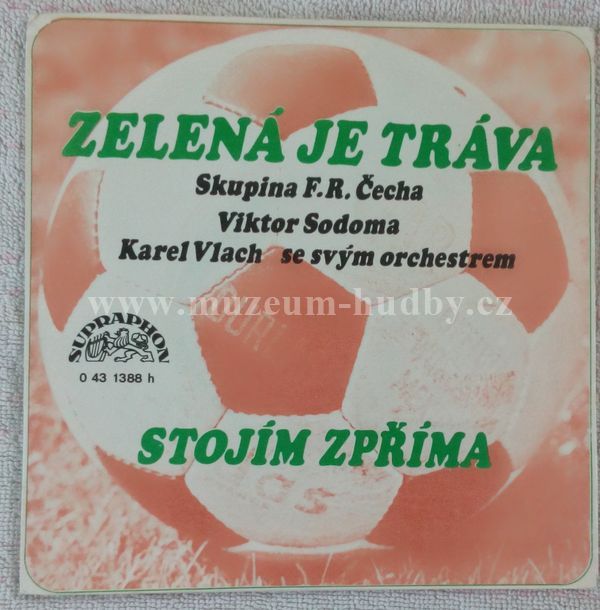 ZELENÁ JE TRÁVA
Skupina F.R. Čecha
Viktor Sodoma
Karel Vlach se svým orchestrem
www.muzeum-hudby.cz
SUPRAPHON
0 43 1388 h
STOJÍM ZPŘÍMA